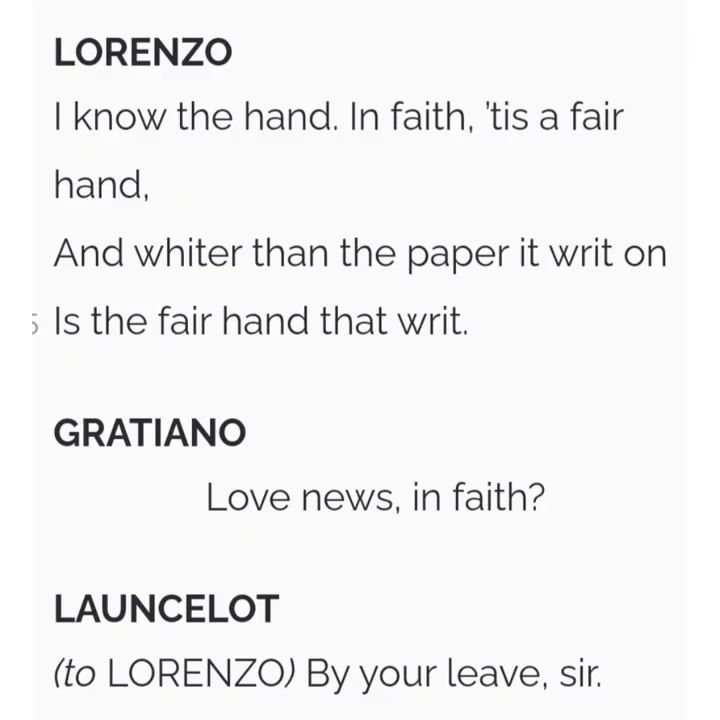 LORENZO
I know the hand. In faith, 'tis a fair
hand,
And whiter than the paper it writ on
5 Is the fair hand that writ.
GRATIANO
Love news, in faith?
LAUNCELOT
(to LORENZO) By your leave, sir.